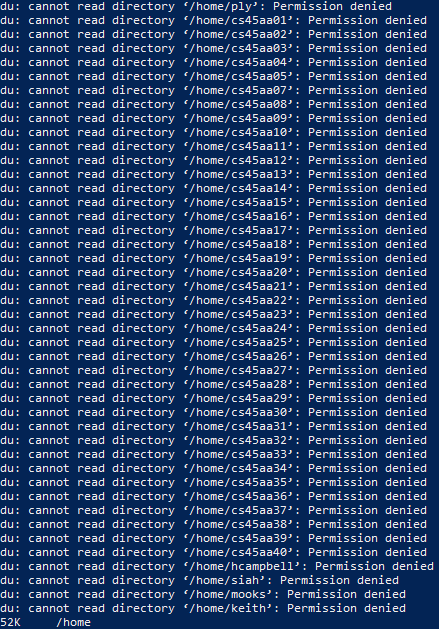 du: cannot read directory ‘/home/ply’: Permission denied
du: cannot read directory ‘/home/cs45aa01’: Permission denied
du: cannot read directory ‘/home/cs45aa02’: Permission denied
du: cannot read directory ‘/home/cs45aa03’: Permission denied
du: cannot read directory ‘/home/cs45aa04’: Permission denied
du: cannot read directory ‘/home/cs45aa05’: Permission denied
du: cannot read directory ‘/home/cs45aa07’: Permission denied
du: cannot read directory ‘/home/cs45aa08’: Permission denied
du: cannot read directory ‘/home/cs45aa09’: Permission denied
du: cannot read directory ‘/home/cs45aa10’: Permission denied
du: cannot read directory ‘/home/cs45aa11’: Permission denied
du: cannot read directory ‘/home/cs45aa12’: Permission denied
du: cannot read directory ‘/home/cs45aa13’: Permission denied
du: cannot read directory ‘/home/cs45aa14’: Permission denied
du: cannot read directory ‘/home/cs45aa15’: Permission denied
du: cannot read directory ‘/home/cs45aa16’: Permission denied
du: cannot read directory ‘/home/cs45aa17’: Permission denied
du: cannot read directory ‘/home/cs45aa18’: Permission denied
du: cannot read directory ‘/home/cs45aa19’: Permission denied
du: cannot read directory ‘/home/cs45aa20’: Permission denied
du: cannot read directory ‘/home/cs45aa21’: Permission denied
du: cannot read directory ‘/home/cs45aa22’: Permission denied
du: cannot read directory ‘/home/cs45aa23’: Permission denied
du: cannot read directory ‘/home/cs45aa24’: Permission denied
du: cannot read directory ‘/home/cs45aa25’: Permission denied
du: cannot read directory ‘/home/cs45aa26’: Permission denied
du: cannot read directory ‘/home/cs45aa27’: Permission denied
du: cannot read directory ‘/home/cs45aa28’: Permission denied
du: cannot read directory ‘/home/cs45aa29’: Permission denied
du: cannot read directory ‘/home/cs45aa30’: Permission denied
du: cannot read directory ‘/home/cs45aa31’: Permission denied
du: cannot read directory ‘/home/cs45aa32’: Permission denied
du: cannot read directory ‘/home/cs45aa33’: Permission denied
du: cannot read directory ‘/home/cs45aa34’: Permission denied
du: cannot read directory ‘/home/cs45aa35’: Permission denied
du: cannot read directory ‘/home/cs45aa36’: Permission denied
du: cannot read directory ‘/home/cs45aa37’: Permission denied
du: cannot read directory ‘/home/cs45aa38’: Permission denied
du: cannot read directory ‘/home/cs45aa39’: Permission denied
du: cannot read directory ‘/home/cs45aa40’: Permission denied
du: cannot read directory ‘/home/hcampbell’: Permission denied
du: cannot read directory ‘/home/siah’: Permission denied
du: cannot read directory ‘/home/mooks’: Permission denied
du: cannot read directory ‘/home/keith’: Permission denied
52K     /home